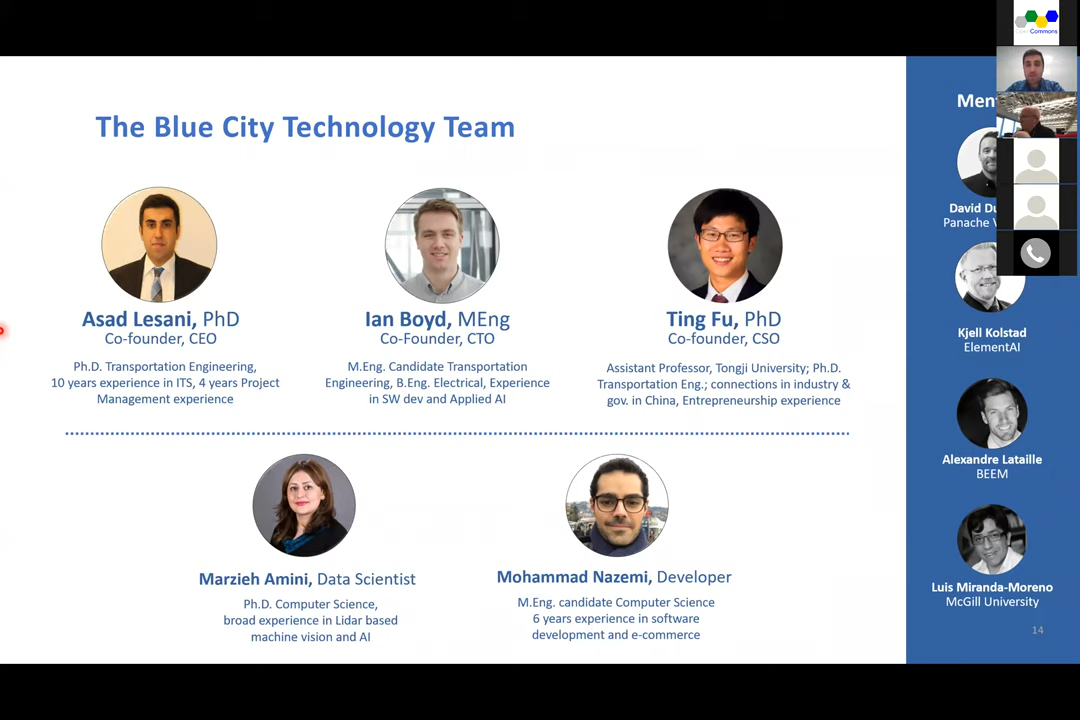 The Blue City Technology Team
Asad Lesani, PhD
Co-founder, CEO
Ph.D. Transportation Engineering,
10 years experience in ITS, 4 years Project
Management experience
Ian Boyd, MEng
Co-Founder, CTO
M.Eng. Candidate Transportation
Engineering, B.Eng. Electrical, Experience
in SW dev and Applied AI
Ting Fu, PhD
Co-founder, CSO
Assistant Professor, Tongji University; Ph.D.
Transportation Eng.; connections in industry &
gov. in China, Entrepreneurship experience
Marzieh Amini, Data Scientist
Ph.D. Computer Science,
broad experience in Lidar based
machine vision and AI
Mohammad Nazemi, Developer
M.Eng. candidate Computer Science
6 years experience in software
development and e-commerce
Commons
David
Panache
Kjell Kolstad
ElementAI
Alexandre Lataille
BEEM
Luis Miranda-Moreno
McGill University
14